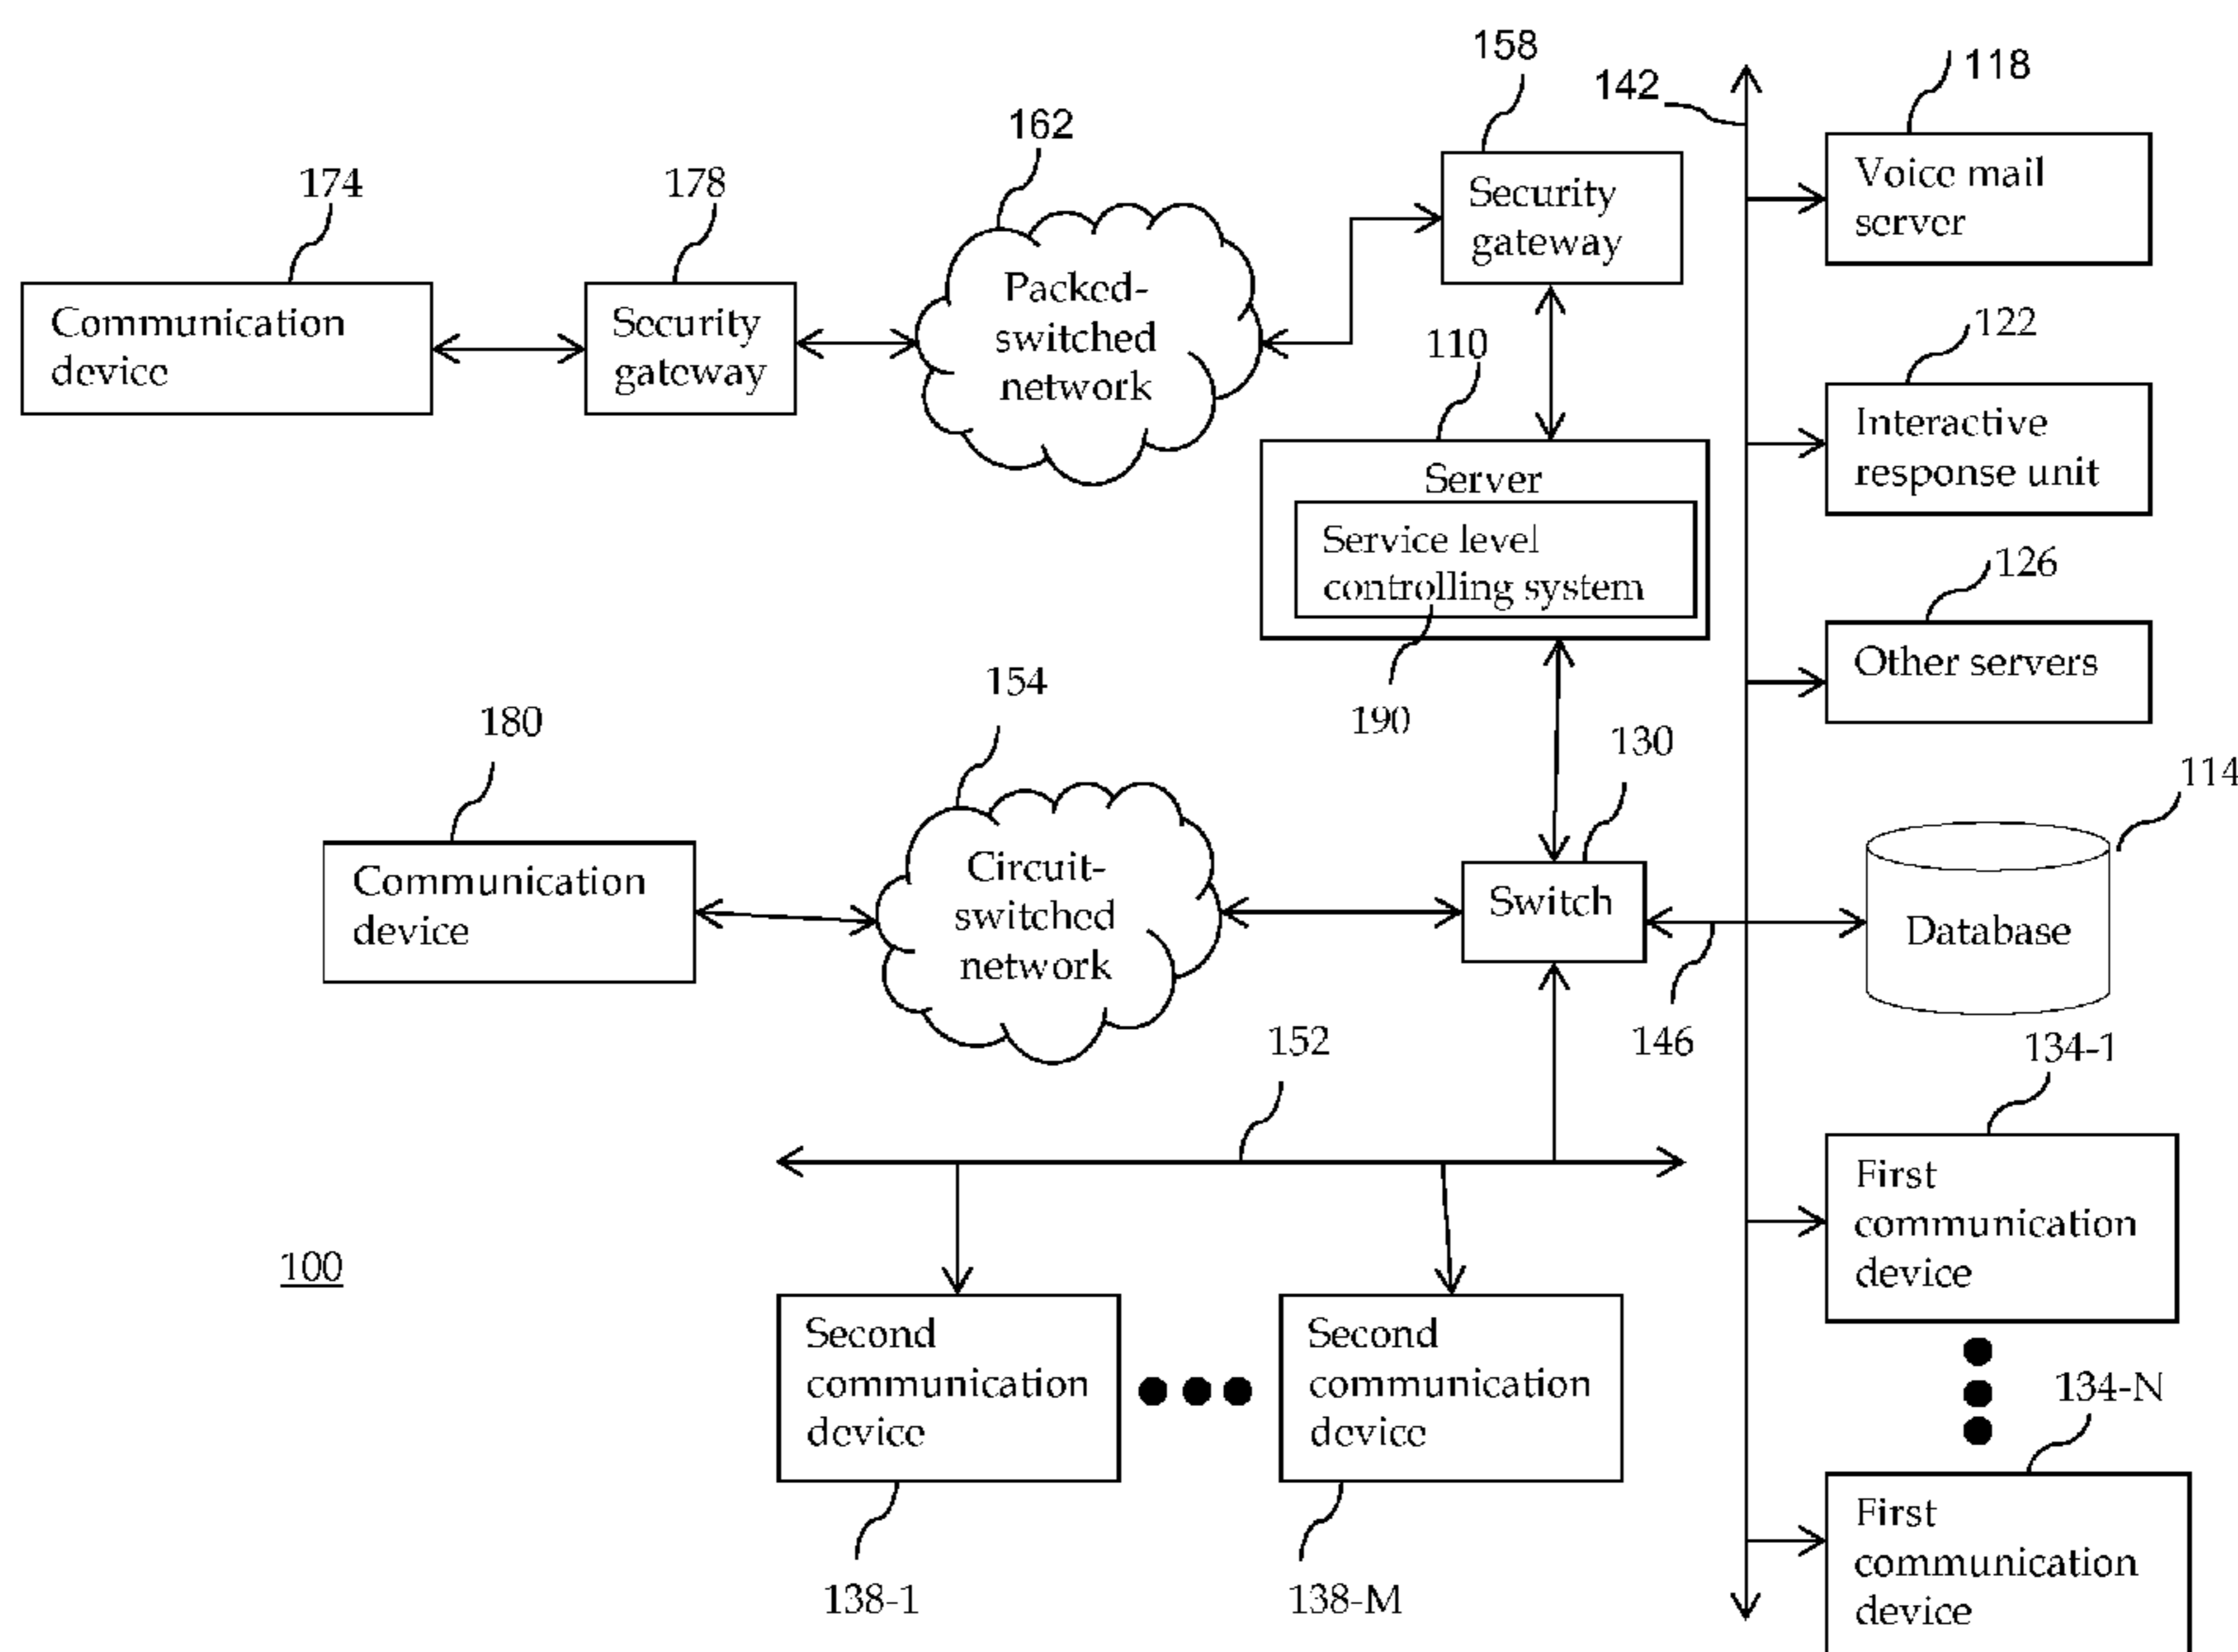 158
142
118
162
174
178
Voice mail
server
Security
gateway
Communication
device
Security
gateway
Packed-
switched
network
110
122
Interactive
response unit
Server
Service level
controlling system
190
126
Other servers
154
180
130
114
Communication
device
Circuit-
switched
network
Switch
Database
152
146
134-1
First
communication
device
100
Second
communication
device
Second
communication
device
134-N
First
communication
device
138-1
138-M